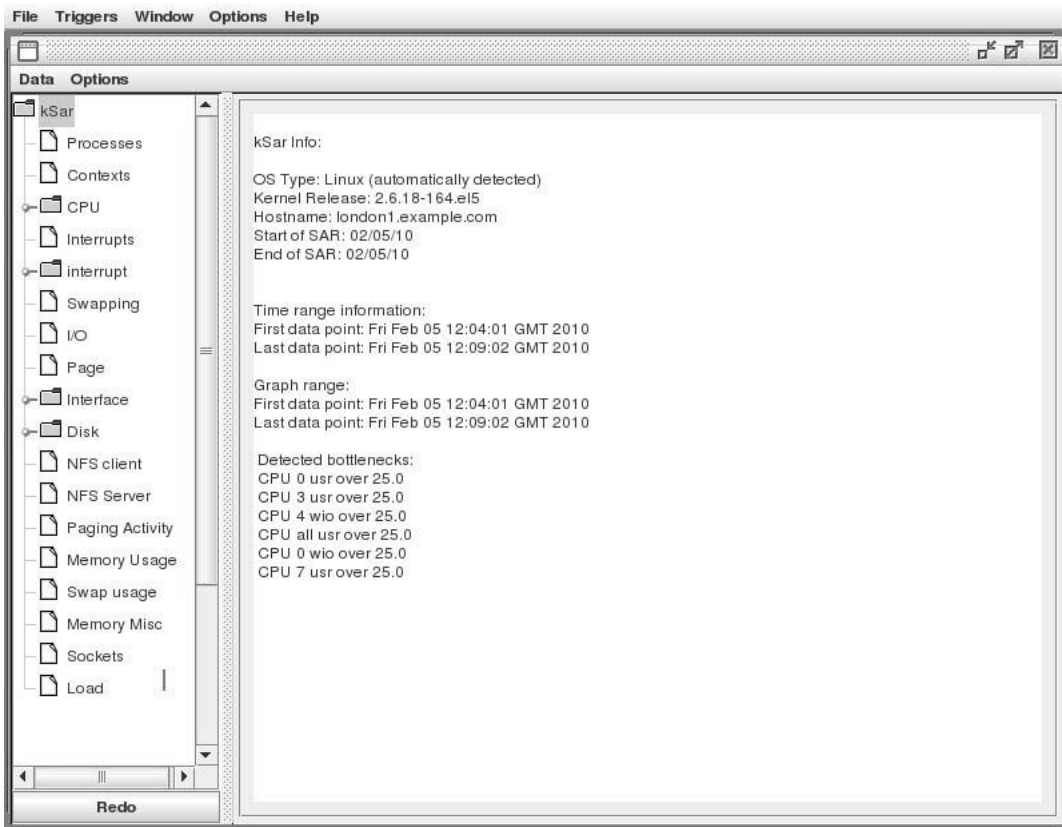 File Triggers Window Options Help
Data Options
kSar
Processes
Contexts
CPU
Interrupts
interrupt
Swapping
I/O
Page
Interface
Disk
NFS client
NFS Server
Paging Activity
Memory Usage
Swap usage
Memory Misc
Sockets
Load
Redo
kSar Info:
OS Type: Linux (automatically detected)
Kernel Release: 2.6.18-164.el5
Hostname: london1.example.com
Start of SAR: 02/05/10
End of SAR: 02/05/10
Time range information:
First data point: Fri Feb 05 12:04:01 GMT 2010
Last data point: Fri Feb 05 12:09:02 GMT 2010
Graph range:
First data point: Fri Feb 05 12:04:01 GMT 2010
Last data point: Fri Feb 05 12:09:02 GMT 2010
Detected bottlenecks:
CPU 0 usr over 25.0
CPU 3 usr over 25.0
CPU 4 wio over 25.0
CPU all usr over 25.0
CPU 0 wio over 25.0
CPU 7 usr over 25.0